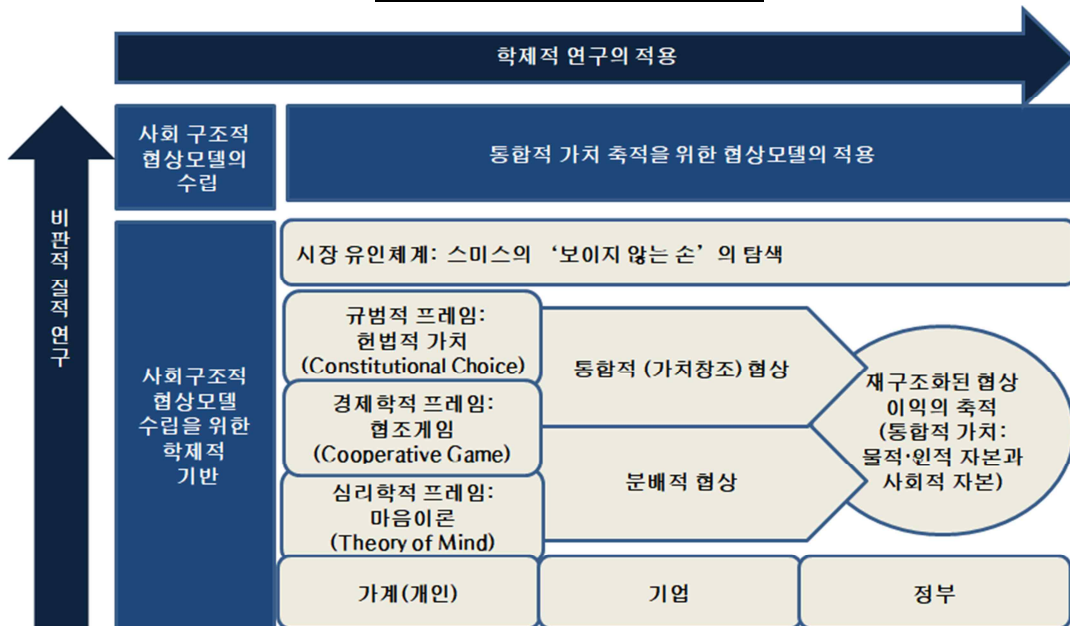 학제적 연구의 적용
사회 구조적
협상모델의
수립
통합적 가치 축적을 위한 협상모델의 적용
비판적 질적 연구
시장 유인체계: 스미스의 ‘보이지 않는 손’의 탐색
사회구조적
협상모델
수립을 위한
학제적
기반
규범적 프레임:
헌법적 가치
(Constitutional Choice)
경제학적 프레임:
협조게임
(Cooperative Game)
심리학적 프레임:
마음이론
(Theory of Mind)
통합적 (가치창조) 협상
분배적 협상
재구조화된 협상
이익의 축적
(통합적 가치:
물적·인적 자본과
사회적 자본)
가계(개인)
기업
정부